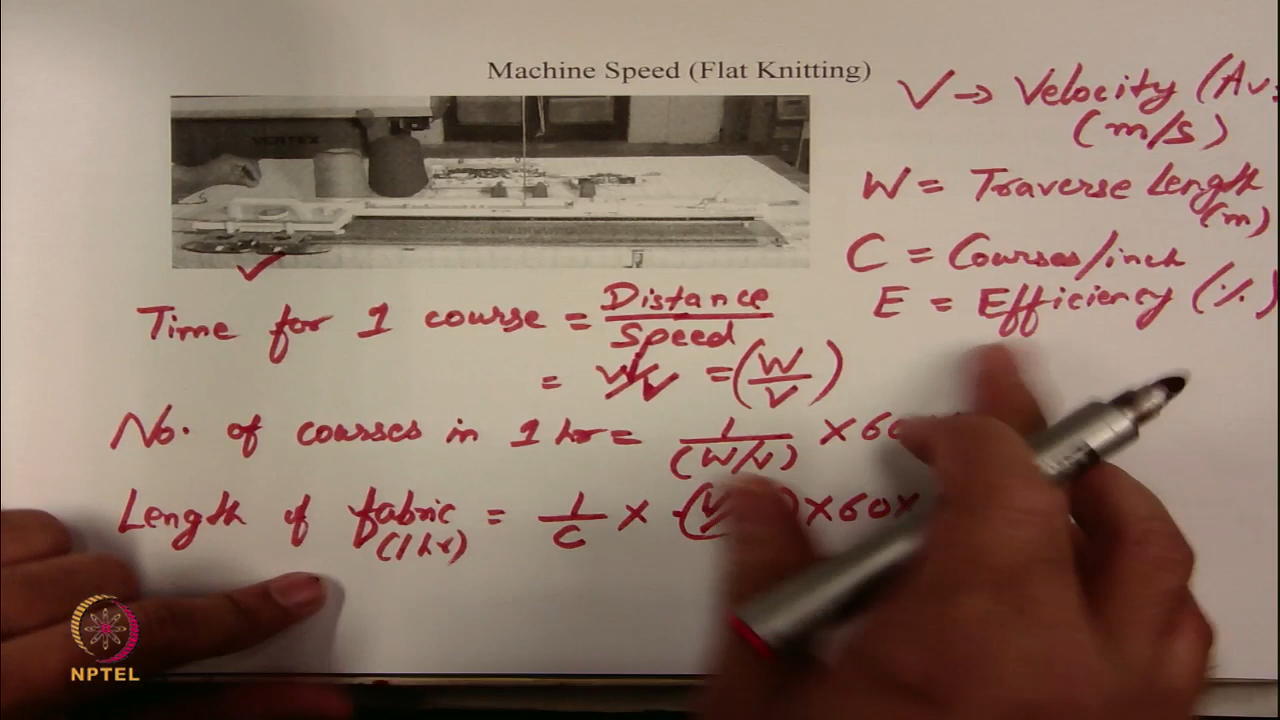 Machine Speed (Flat Knitting)
V → Velocity (Av
(m/s)
W = Traverse Length
(m)
C = Courses/inch
E = Efficiency (%
VERTEX
Time for 1 course = Distance
Speed
= W/V = (W/V)
No. of courses in 1 hr = 1/(W/V) × 60
Length of fabric = 1/C × (V × 60 ×
(1 hr)
NPTEL